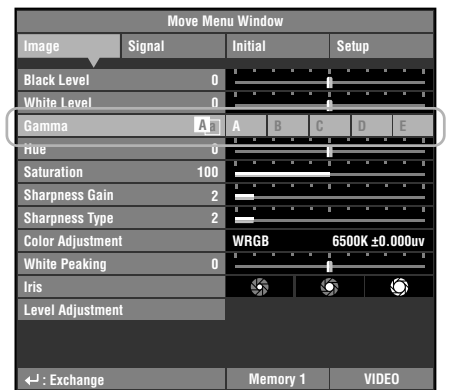 Move Menu Window
Image Signal Initial Setup
Black Level 0
White Level 0
Gamma Aa A B C D E
Hue 0
Saturation 100
Sharpness Gain 2
Sharpness Type 2
Color Adjustment WRGB 6500K ±0.000uv
White Peaking 0
Iris
Level Adjustment
↵ : Exchange Memory 1 VIDEO